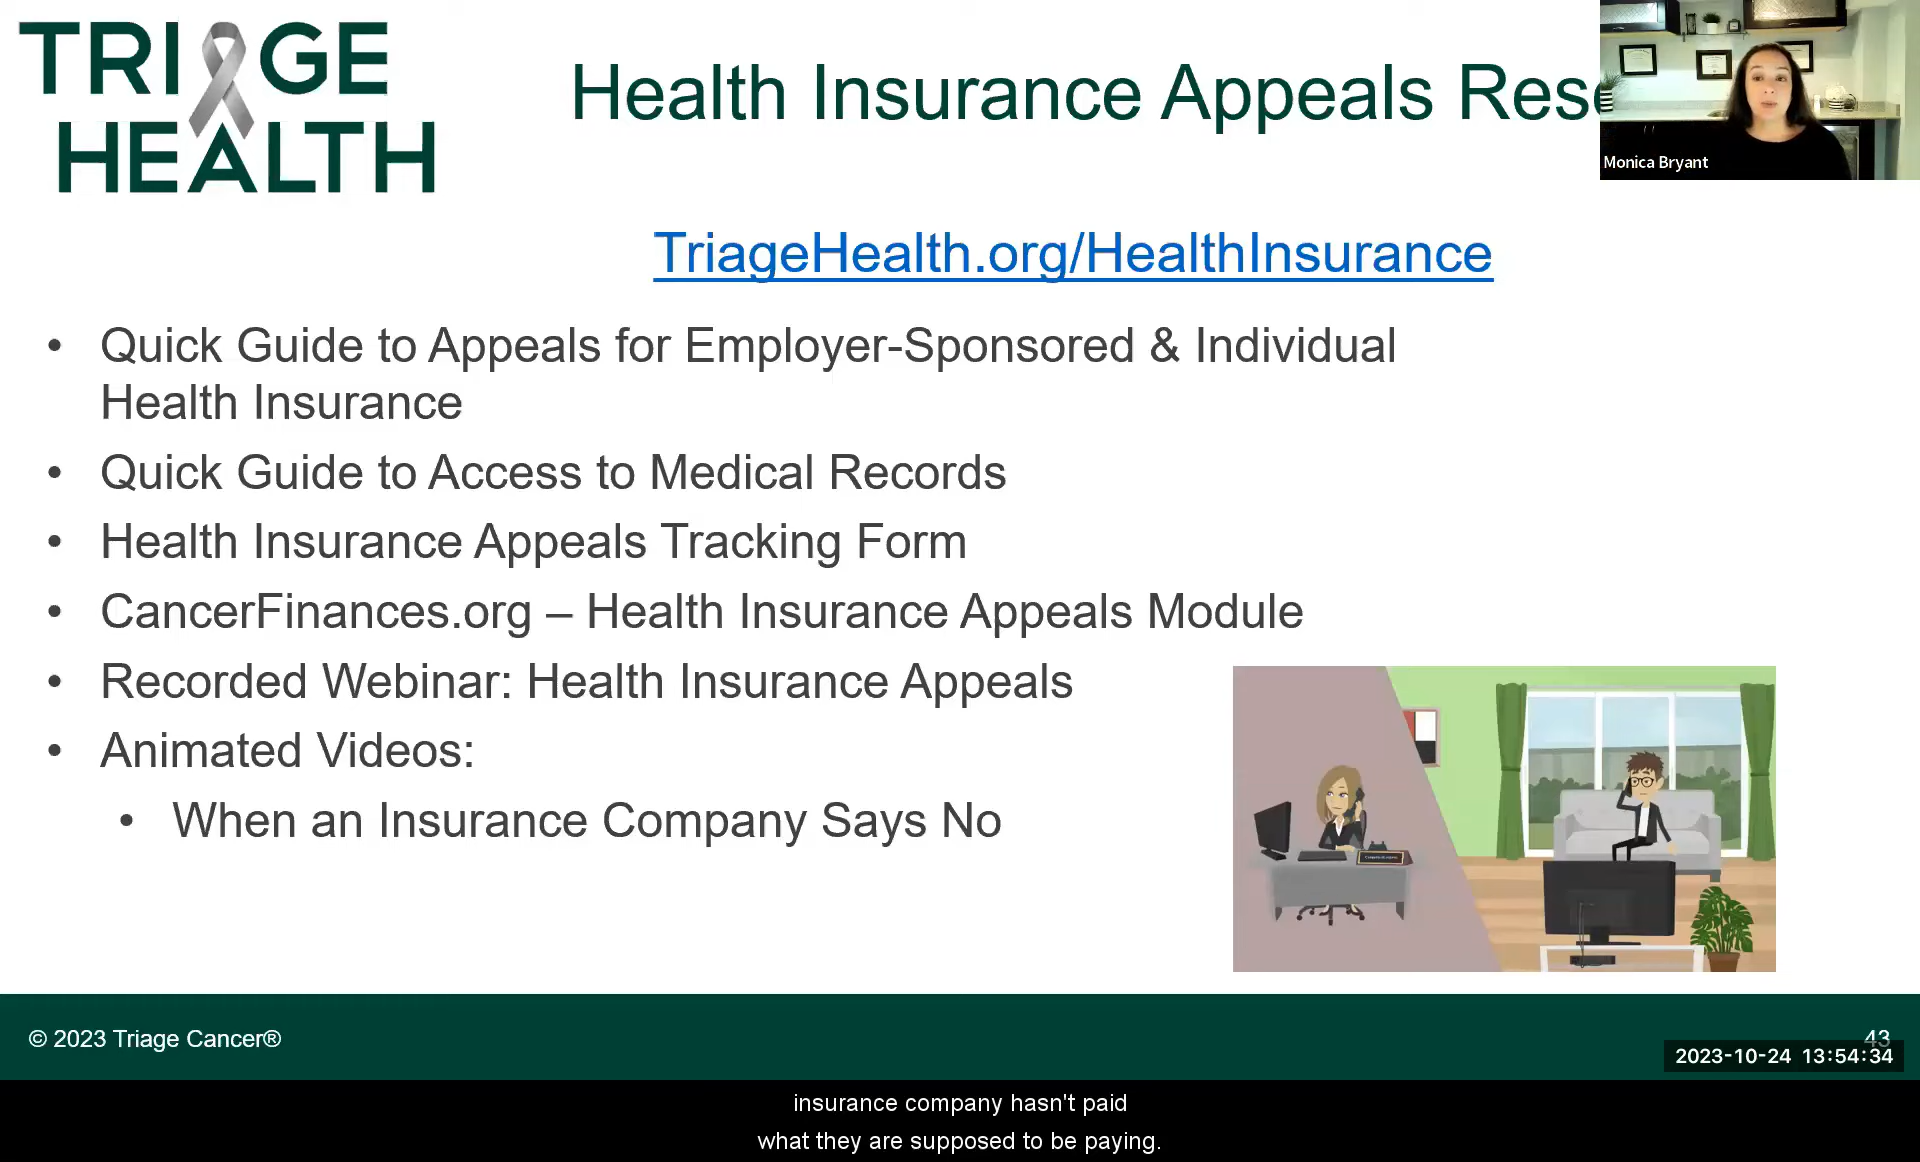 TRIAGE
HEALTH
Health Insurance Appeals Res
Monica Bryant
TriageHealth.org/HealthInsurance
• Quick Guide to Appeals for Employer-Sponsored & Individual
Health Insurance
• Quick Guide to Access to Medical Records
• Health Insurance Appeals Tracking Form
• CancerFinances.org – Health Insurance Appeals Module
• Recorded Webinar: Health Insurance Appeals
• Animated Videos:
• When an Insurance Company Says No
© 2023 Triage Cancer®
43
2023-10-24 13:54:34
insurance company hasn't paid
what they are supposed to be paying.